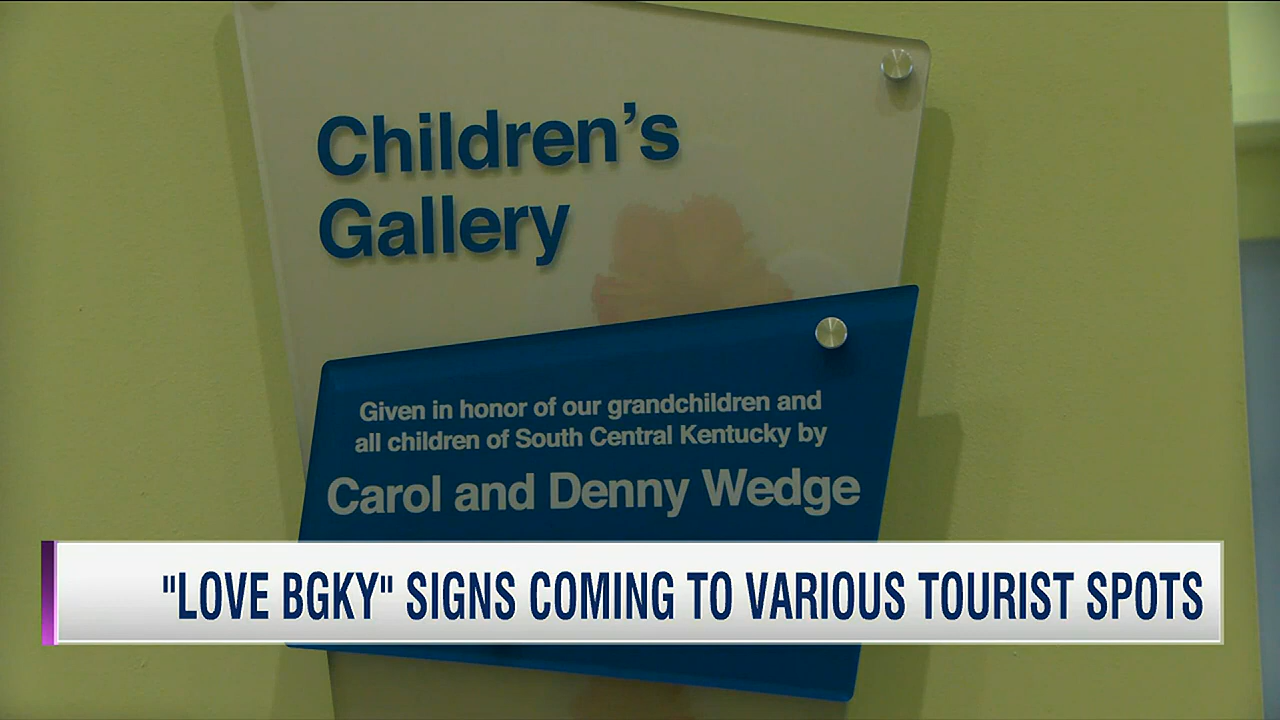 Children's
Gallery
Given in honor of our grandchildren and
all children of South Central Kentucky by
Carol and Denny Wedge
"LOVE BGKY" SIGNS COMING TO VARIOUS TOURIST SPOTS